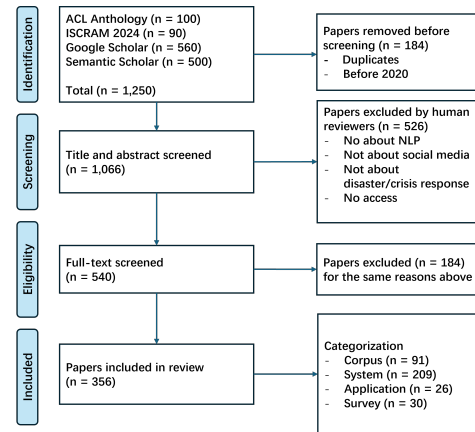 Identification
ACL Anthology (n = 100)
ISCRAM 2024 (n = 90)
Google Scholar (n = 560)
Semantic Scholar (n = 500)
Total (n = 1,250)
Papers removed before
screening (n = 184)
- Duplicates
- Before 2020
Screening
Title and abstract screened
(n = 1,066)
Papers excluded by human
reviewers (n = 526)
- No about NLP
- Not about social media
- Not about
disaster/crisis response
- No access
Eligibility
Full-text screened
(n = 540)
Papers excluded (n = 184)
for the same reasons above
Included
Papers included in review
(n = 356)
Categorization
- Corpus (n = 91)
- System (n = 209)
- Application (n = 26)
- Survey (n = 30)